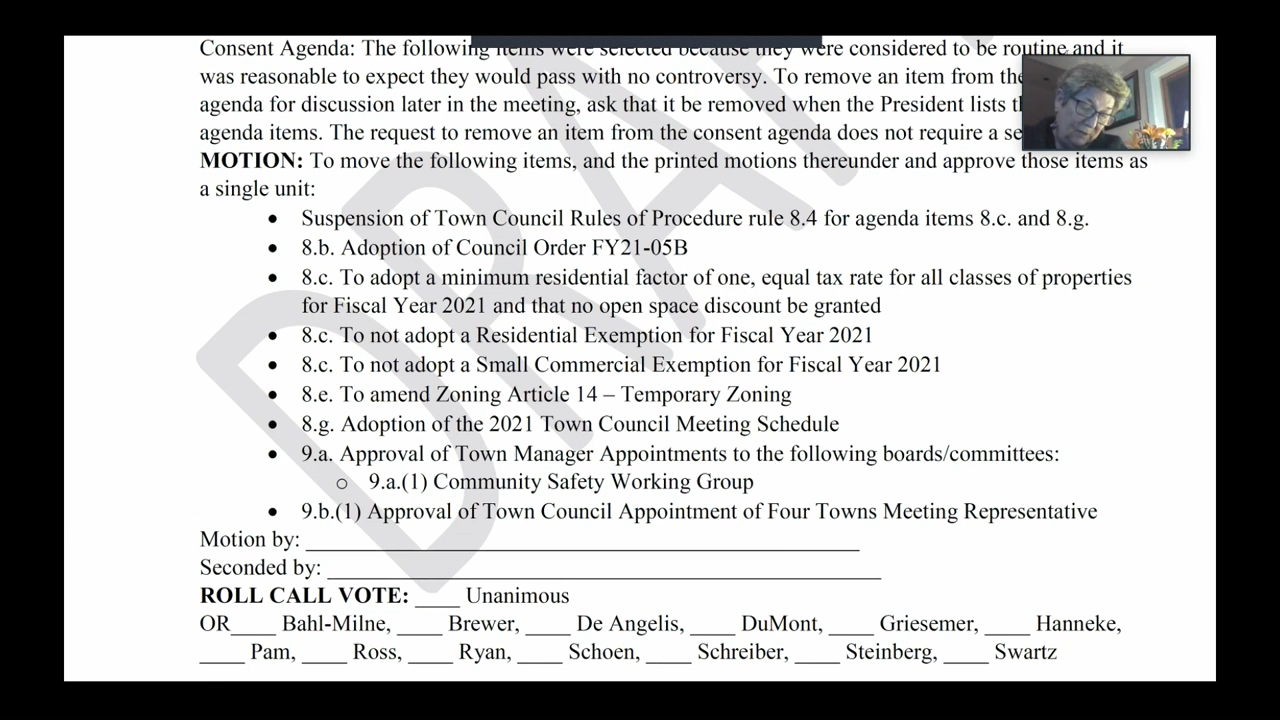 Consent Agenda: The following items were selected because they were considered to be routine and it
was reasonable to expect they would pass with no controversy. To remove an item from the
agenda for discussion later in the meeting, ask that it be removed when the President lists
agenda items. The request to remove an item from the consent agenda does not require a
MOTION: To move the following items, and the printed motions thereunder and approve those items as
a single unit:
• Suspension of Town Council Rules of Procedure rule 8.4 for agenda items 8.c. and 8.g.
• 8.b. Adoption of Council Order FY21-05B
• 8.c. To adopt a minimum residential factor of one, equal tax rate for all classes of properties
for Fiscal Year 2021 and that no open space discount be granted
• 8.c. To not adopt a Residential Exemption for Fiscal Year 2021
• 8.c. To not adopt a Small Commercial Exemption for Fiscal Year 2021
• 8.e. To amend Zoning Article 14 – Temporary Zoning
• 8.g. Adoption of the 2021 Town Council Meeting Schedule
• 9.a. Approval of Town Manager Appointments to the following boards/committees:
o 9.a.(1) Community Safety Working Group
• 9.b.(1) Approval of Town Council Appointment of Four Towns Meeting Representative
Motion by: ____________________
Seconded by: ____________________
ROLL CALL VOTE: ____ Unanimous
OR____ Bahl-Milne, ____ Brewer, ____ De Angelis, ____ DuMont, ____ Griesemer, ____ Hanneke,
____ Pam, ____ Ross, ____ Ryan, ____ Schoen, ____ Schreiber, ____ Steinberg, ____ Swartz